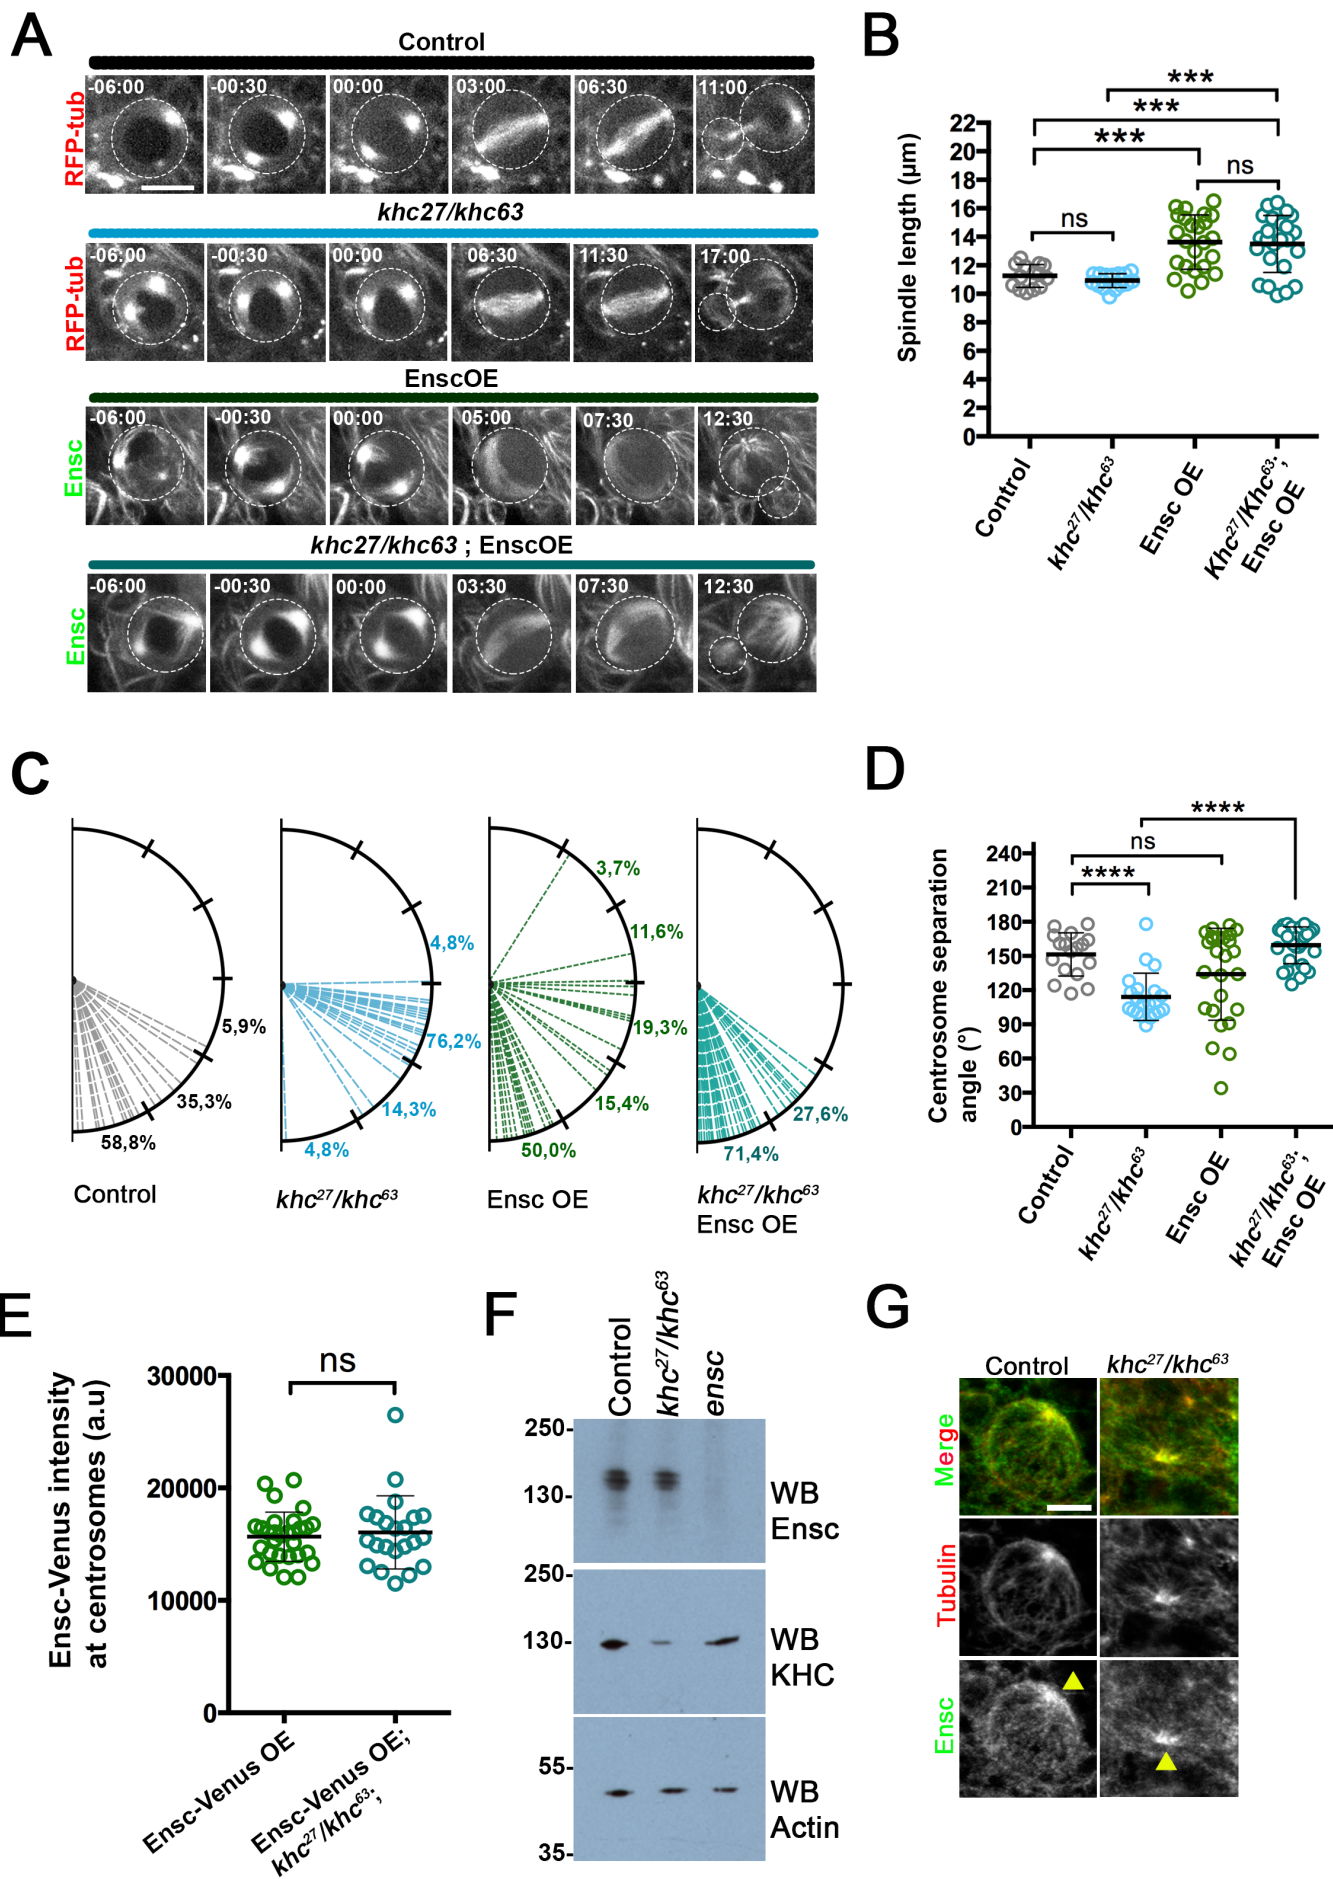 A
Control
RFP-tub
-06:00 -00:30 00:00 03:00 06:30 11:00
khc27/khc63
RFP-tub
-06:00 -00:30 00:00 06:30 11:30 17:00
EnscOE
Ensc
-06:00 -00:30 00:00 05:00 07:30 12:30
khc27/khc63 ; EnscOE
Ensc
-06:00 -00:30 00:00 03:30 07:30 12:30
B
***
***
***
ns
ns
Spindle length (µm)
22
20
18
16
14
12
10
8
6
4
2
0
Control
khc27/khc63
Ensc OE
Khc27/Khc63;
Ensc OE
C
5,9%
35,3%
58,8%
Control
4,8%
76,2%
14,3%
4,8%
khc27/khc63
3,7%
11,6%
19,3%
15,4%
50,0%
Ensc OE
27,6%
71,4%
khc27/khc63
Ensc OE
D
****
ns
****
Centrosome separation
angle (°)
240
210
180
150
120
90
60
30
0
Control
khc27/khc63
Ensc OE
khc27/khc63;
Ensc OE
E
ns
Ensc-Venus intensity
at centrosomes (a.u)
30000
20000
10000
0
Ensc-Venus OE
Ensc-Venus OE;
khc27/khc63;
F
Control
khc27/khc63
ensc
250-
130-
WB
Ensc
250-
130-
WB
KHC
55-
35-
WB
Actin
G
Control khc27/khc63
Merge
Tubulin
Ensc